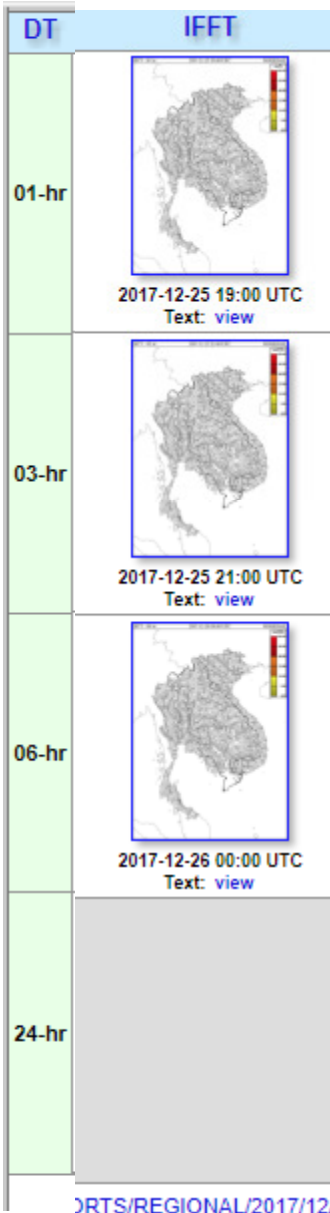 DT IFFT
01-hr
2017-12-25 19:00 UTC
Text: view
03-hr
2017-12-25 21:00 UTC
Text: view
06-hr
2017-12-26 00:00 UTC
Text: view
24-hr
ORTS/REGIONAL/2017/12